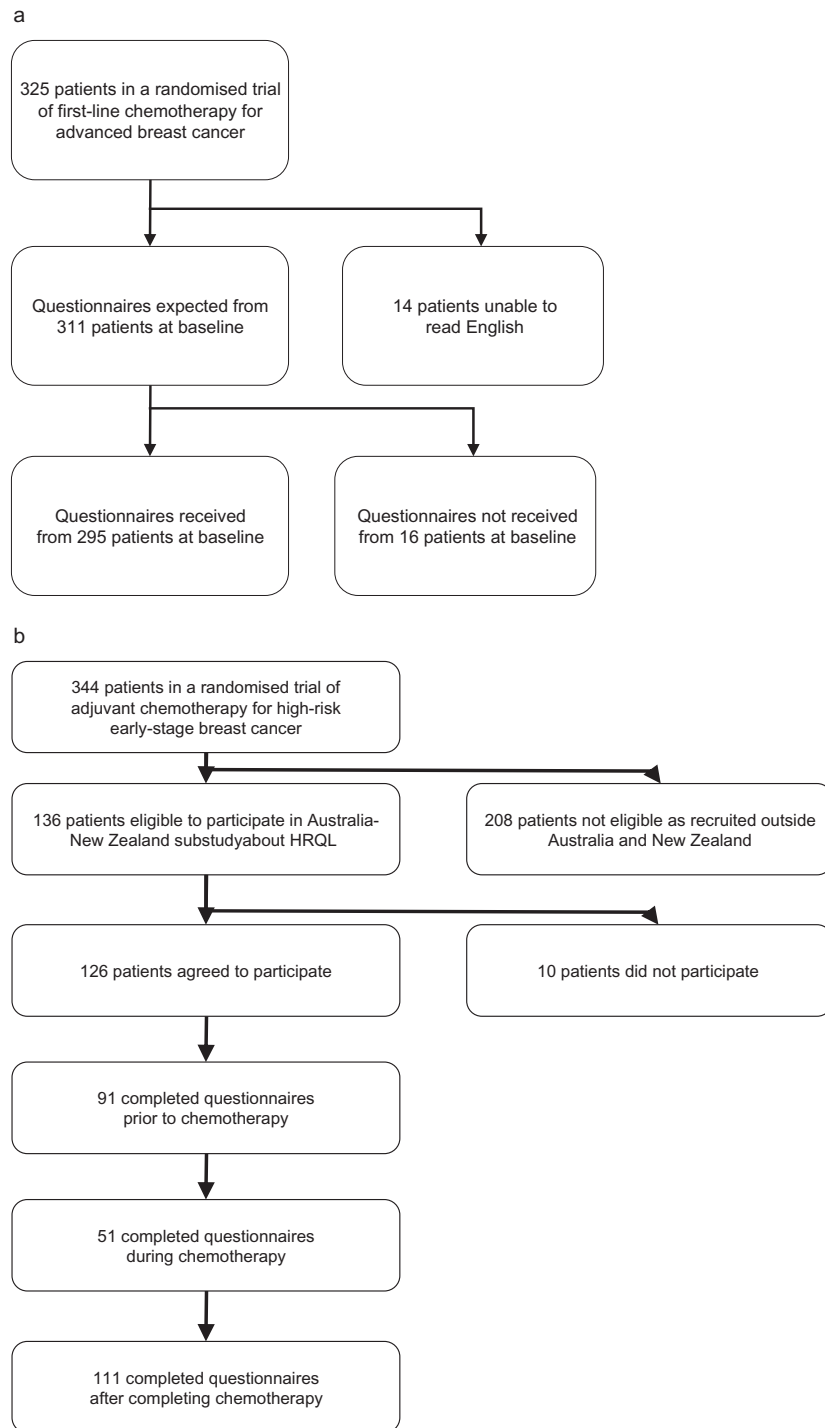 a
325 patients in a randomised trial
of first-line chemotherapy for
advanced breast cancer
Questionnaires expected from
311 patients at baseline
14 patients unable to
read English
Questionnaires received
from 295 patients at baseline
Questionnaires not received
from 16 patients at baseline
b
344 patients in a randomised trial of
adjuvant chemotherapy for high-risk
early-stage breast cancer
136 patients eligible to participate in Australia-
New Zealand substudyabout HRQL
208 patients not eligible as recruited outside
Australia and New Zealand
126 patients agreed to participate
10 patients did not participate
91 completed questionnaires
prior to chemotherapy
51 completed questionnaires
during chemotherapy
111 completed questionnaires
after completing chemotherapy